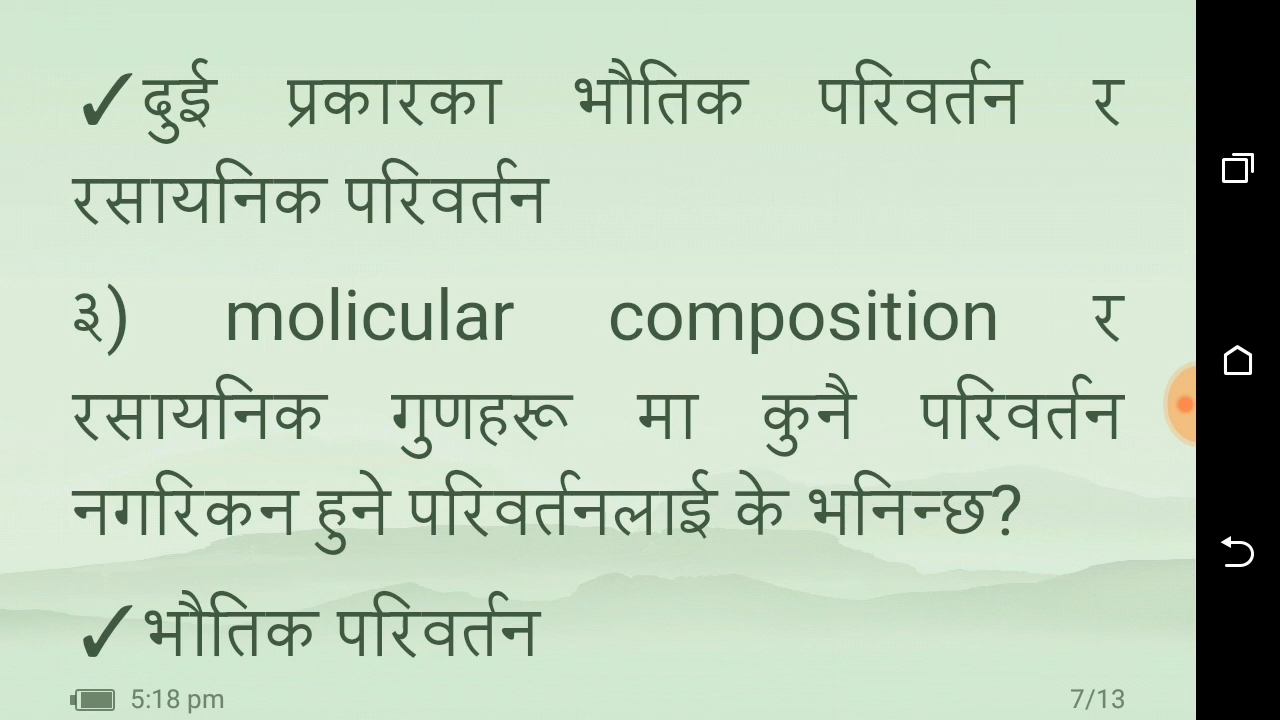 ✓दुई प्रकारका भौतिक परिवर्तन र
रसायनिक परिवर्तन
३) molicular composition र
रसायनिक गुणहरू मा कुनै परिवर्तन
नगरिकन हुने परिवर्तनलाई के भनिन्छ?
✓भौतिक परिवर्तन
5:18 pm 7/13